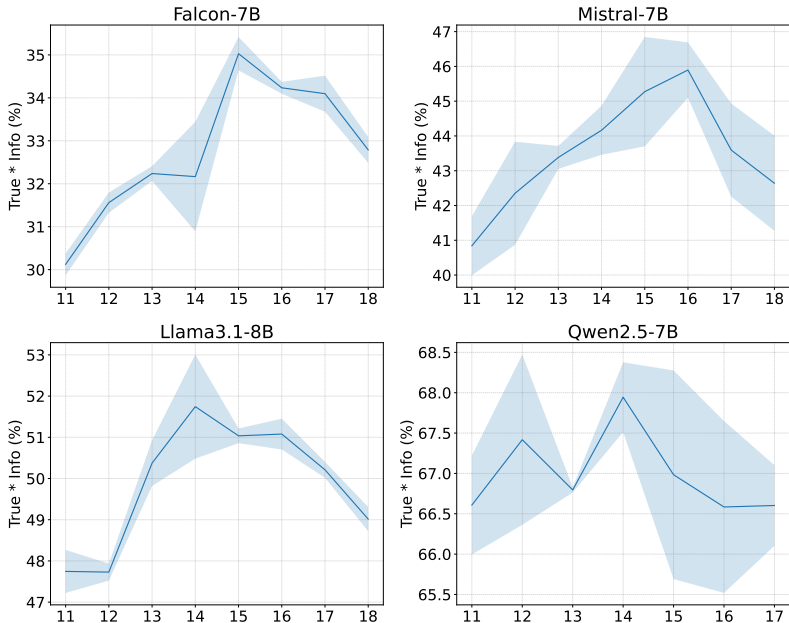 Falcon-7B
True * Info (%)
35
34
33
32
31
30
11 12 13 14 15 16 17 18
Mistral-7B
True * Info (%)
47
46
45
44
43
42
41
40
11 12 13 14 15 16 17 18
Llama3.1-8B
True * Info (%)
53
52
51
50
49
48
47
11 12 13 14 15 16 17 18
Qwen2.5-7B
True * Info (%)
68.5
68.0
67.5
67.0
66.5
66.0
65.5
11 12 13 14 15 16 17